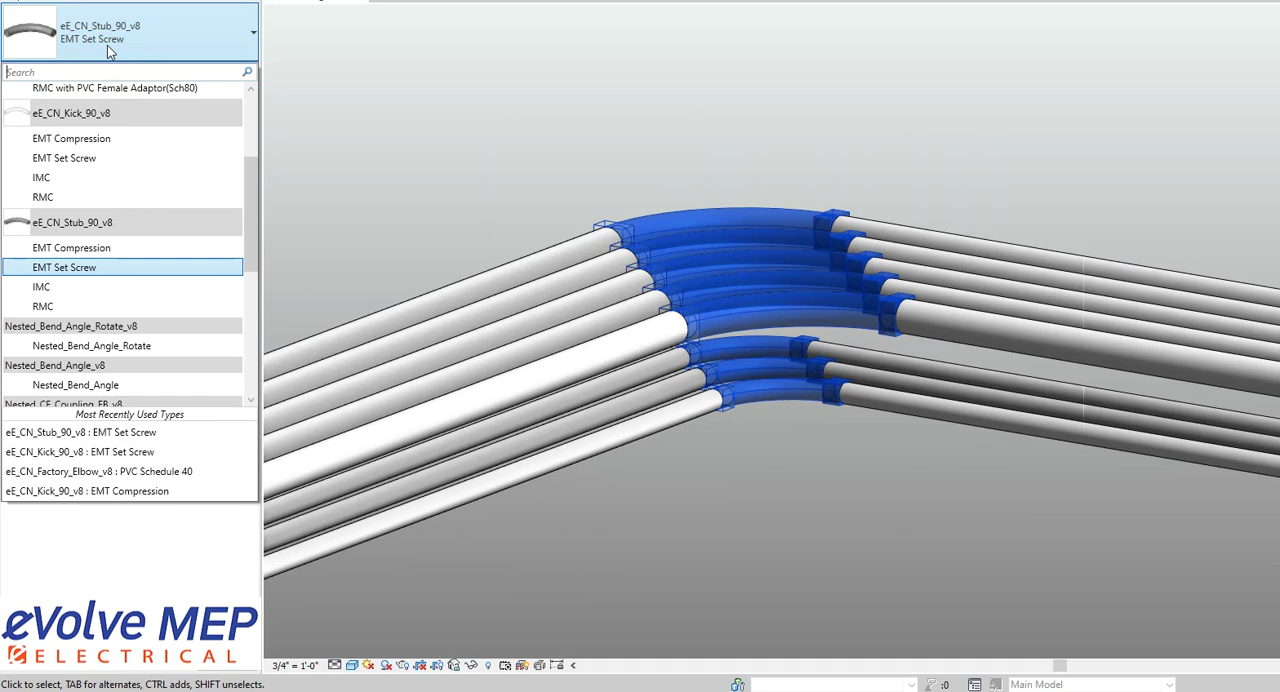 eE_CN_Stub_90_v8
EMT Set Screw
Search
RMC with PVC Female Adaptor(Sch80)
eE_CN_Kick_90_v8
EMT Compression
EMT Set Screw
IMC
RMC
eE_CN_Stub_90_v8
EMT Compression
EMT Set Screw
IMC
RMC
Nested_Bend_Angle_Rotate_v8
Nested_Bend_Angle_Rotate
Nested_Bend_Angle_v8
Nested_Bend_Angle
Nested_CE_Coupling_FB_v8
Most Recently Used Types
eE_CN_Stub_90_v8 : EMT Set Screw
eE_CN_Kick_90_v8 : EMT Set Screw
eE_CN_Factory_Elbow_v8 : PVC Schedule 40
eE_CN_Kick_90_v8 : EMT Compression
eVolve MEP
ELECTRICAL
3/4" = 1'-0"
Click to select, TAB for alternates, CTRL adds, SHIFT unselects.
:0
Main Model